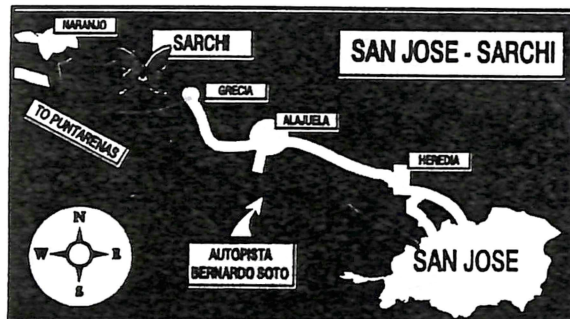 NARANJO
SARCHI
SAN JOSE - SARCHI
GRECIA
TO PUNTARENAS
ALAJUELA
HEREDIA
N
W E
S
AUTOPISTA
BERNARDO SOTO
SAN JOSE